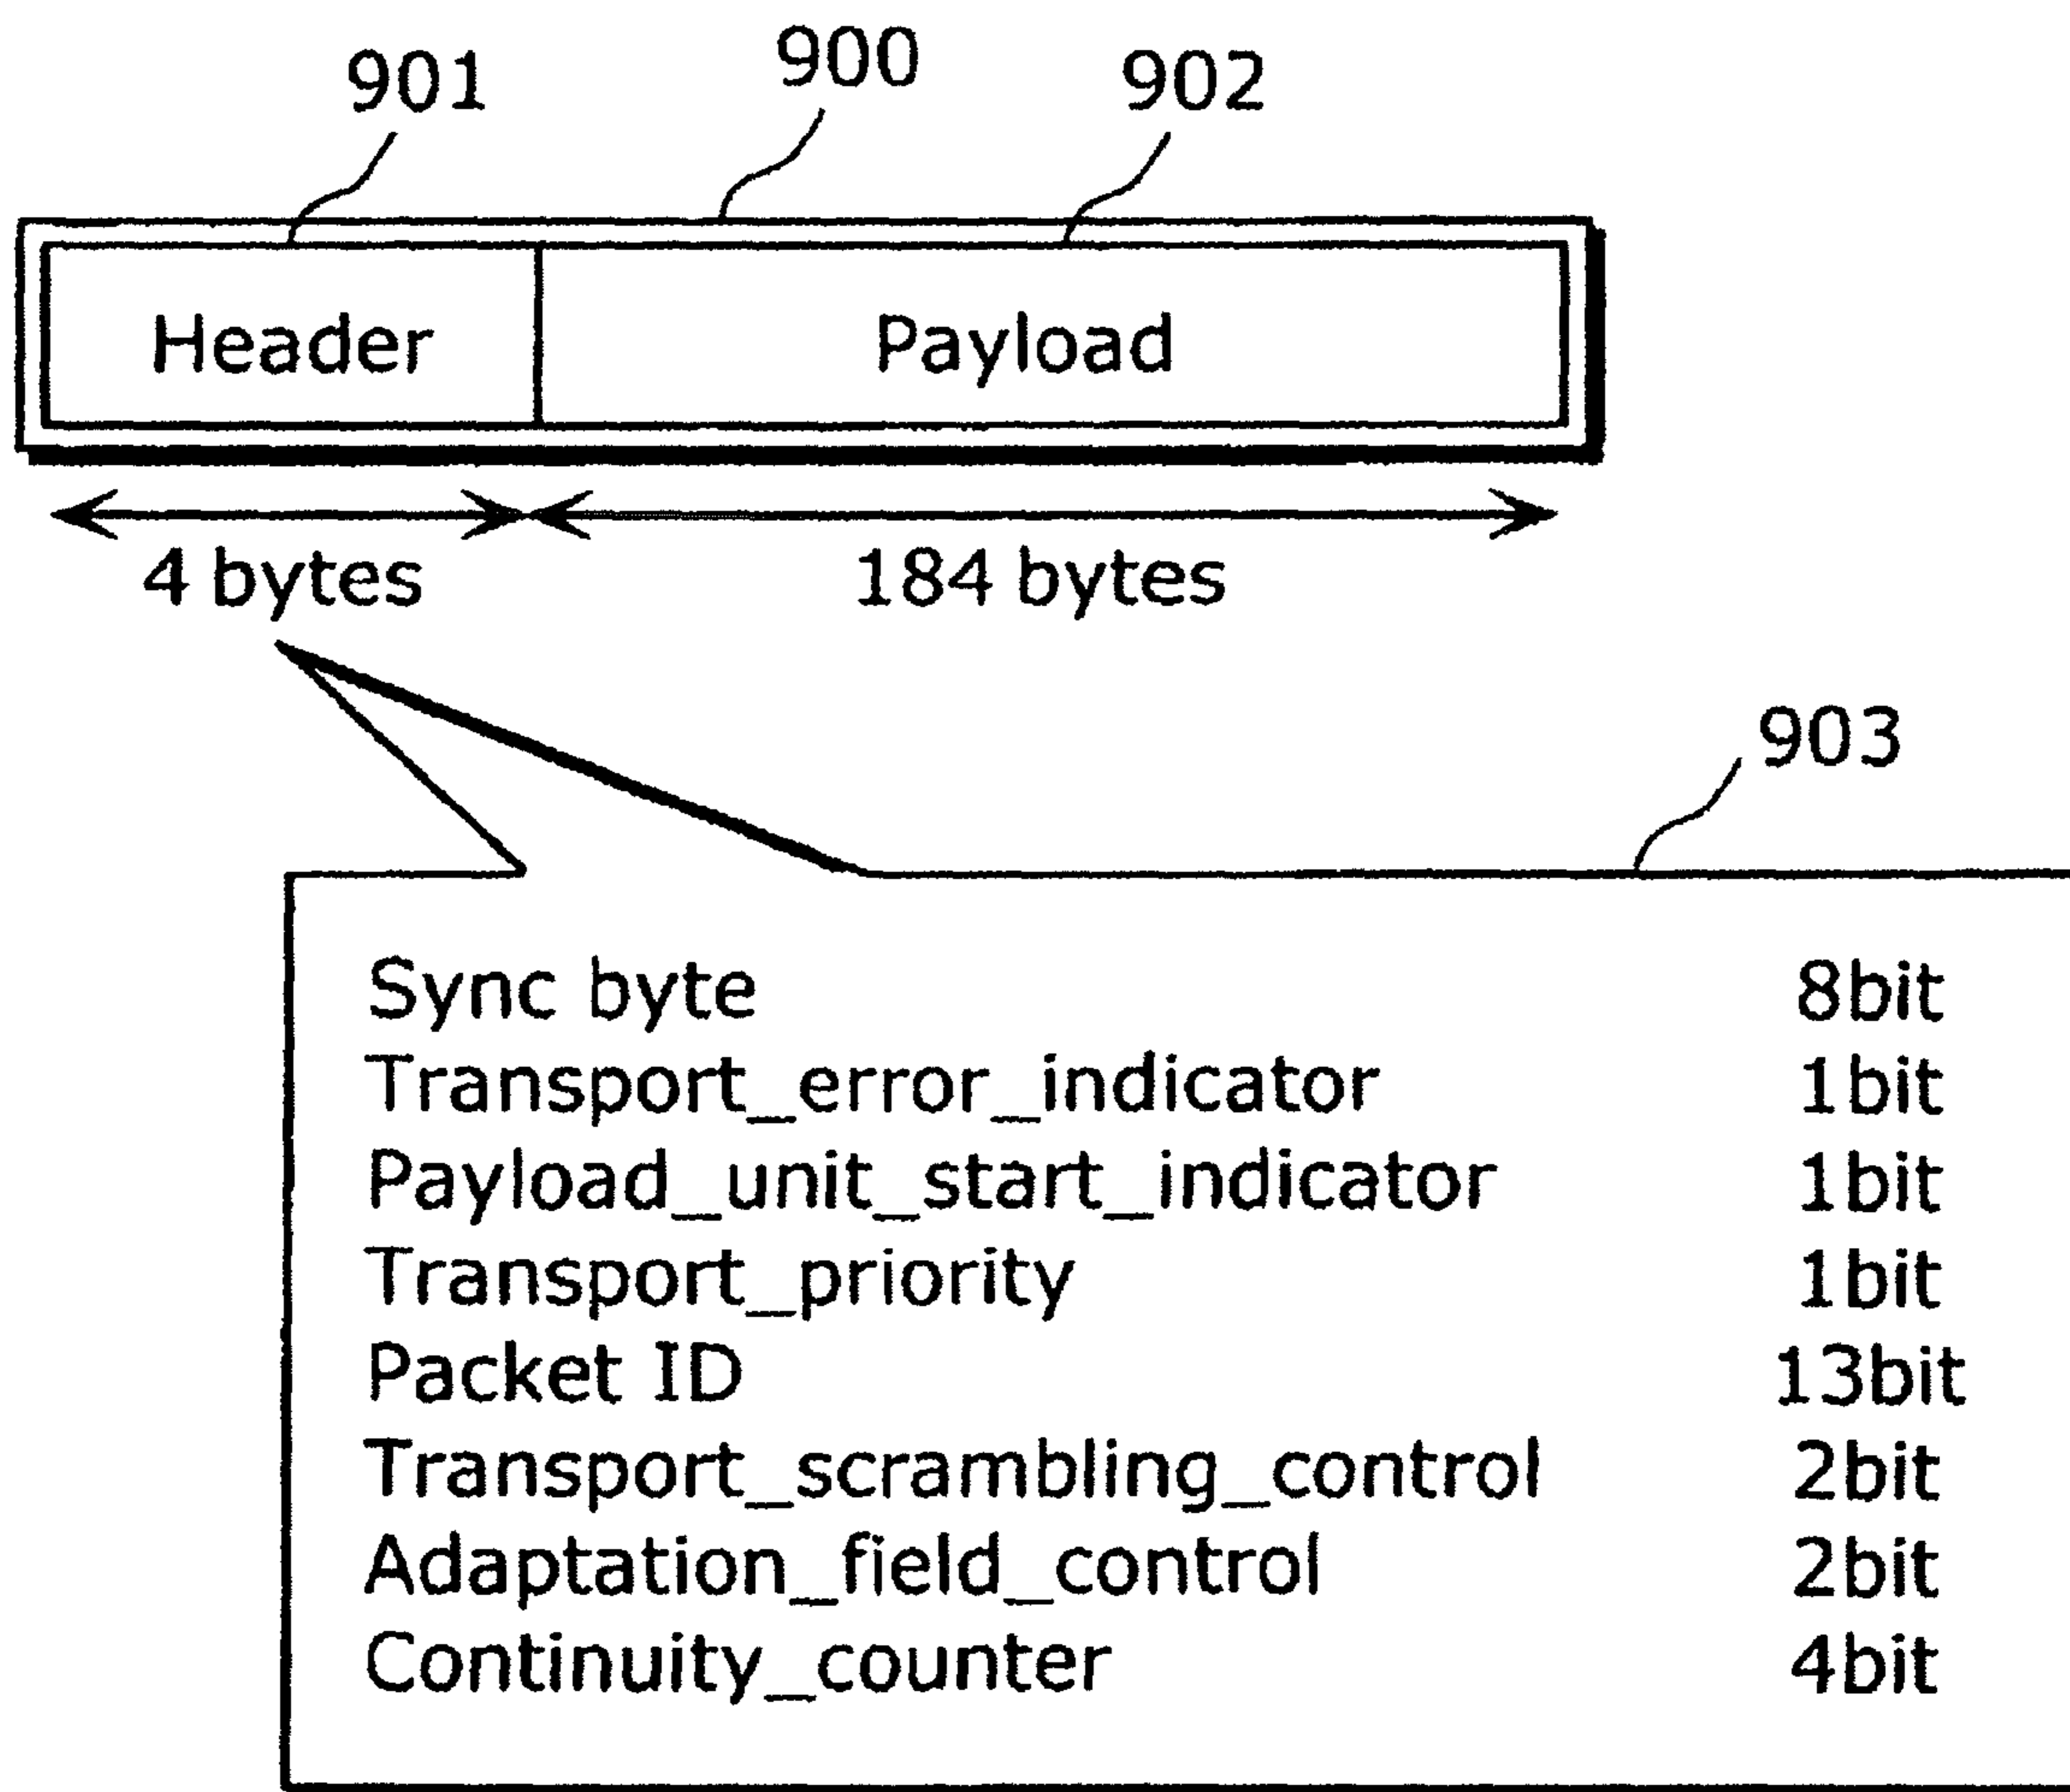 901 900 902
Header Payload
4 bytes 184 bytes
903
Sync byte 8bit
Transport_error_indicator 1bit
Payload_unit_start_indicator 1bit
Transport_priority 1bit
Packet ID 13bit
Transport_scrambling_control 2bit
Adaptation_field_control 2bit
Continuity_counter 4bit